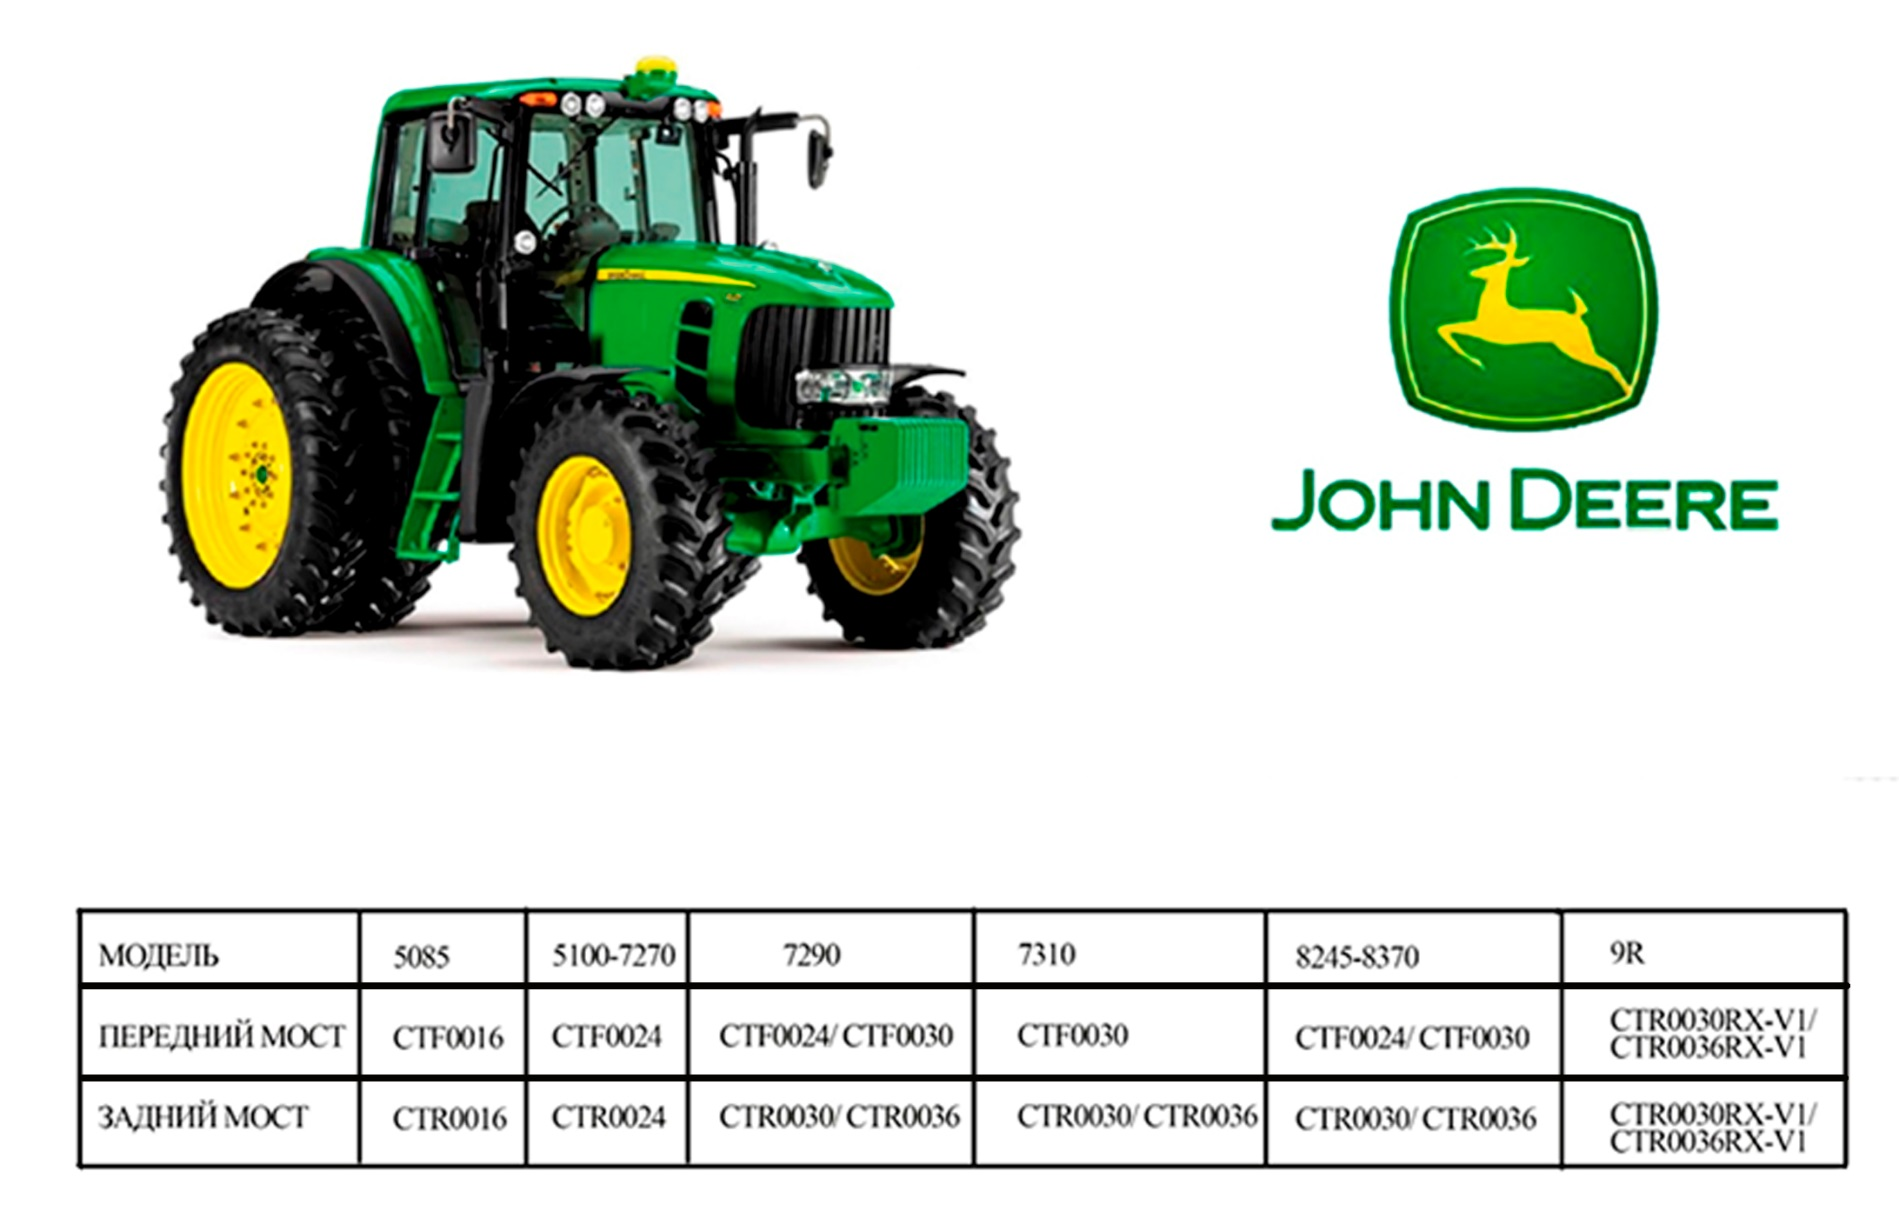 JOHN DEERE
МОДЕЛЬ 5085 5100-7270 7290 7310 8245-8370 9R
ПЕРЕДНИЙ МОСТ CTF0016 CTF0024 CTF0024/ CTF0030 CTF0030 CTF0024/ CTF0030 CTR0030RX-V1/
CTR0036RX-V1
ЗАДНИЙ МОСТ CTR0016 CTR0024 CTR0030/ CTR0036 CTR0030/ CTR0036 CTR0030/ CTR0036 CTR0030RX-V1/
CTR0036RX-V1